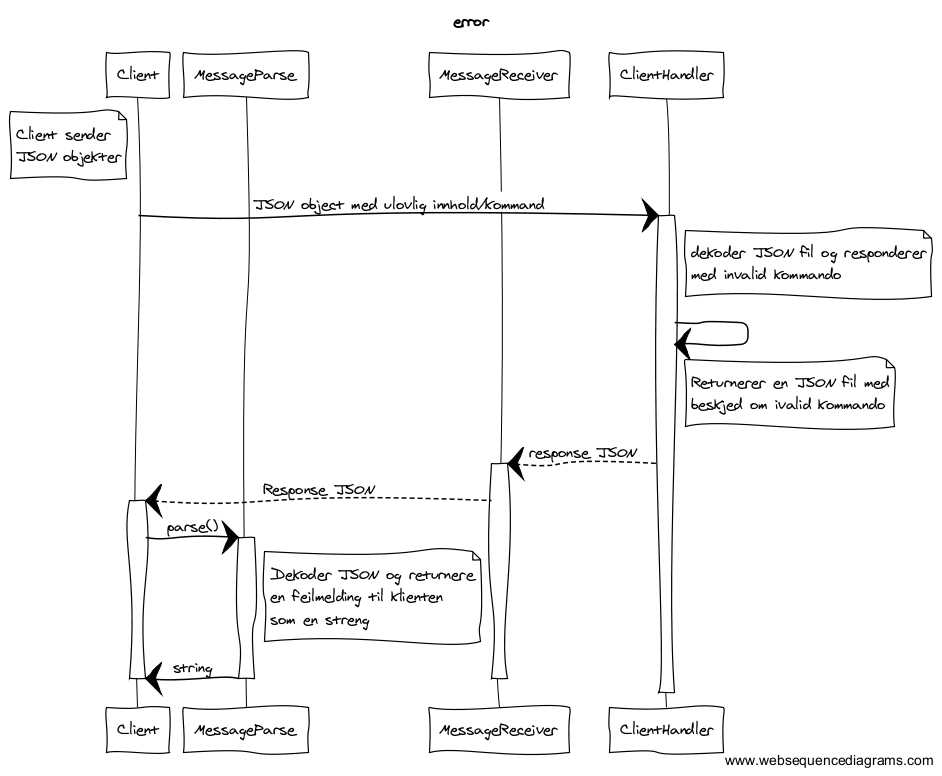 error
Client
MessageParse
MessageReceiver
ClientHandler
Client sender
JSON objekter
JSON object med ulovlig innhold/kommand
dekoder JSON fil og responderer
med invalid kommando
Returnerer en JSON fil med
beskjed om ivalid kommando
response JSON
Response JSON
parse()
Dekoder JSON og returnere
en feilmelding til klienten
som en streng
string
Client
MessageParse
MessageReceiver
ClientHandler
www.websequencediagrams.com